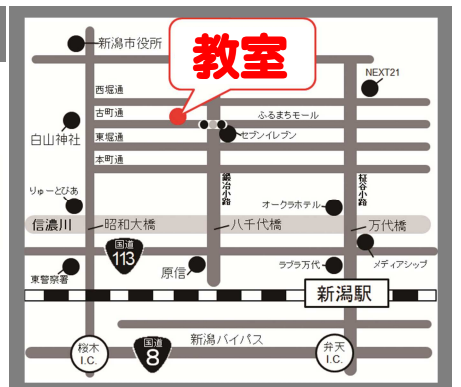 新潟市役所
教室
NEXT21
西堀通
古町通
ふるまちモール
白山神社
東堀通
セブンイレブン
本町通
りゅーとぴあ
鍛冶小路
柾谷小路
オークラホテル
信濃川
昭和大橋
八千代橋
万代橋
国道
113
東警察署
原信
ラブラ万代
メディアシップ
新潟駅
桜木
I.C.
国道
8
新潟バイパス
弁天
I.C.